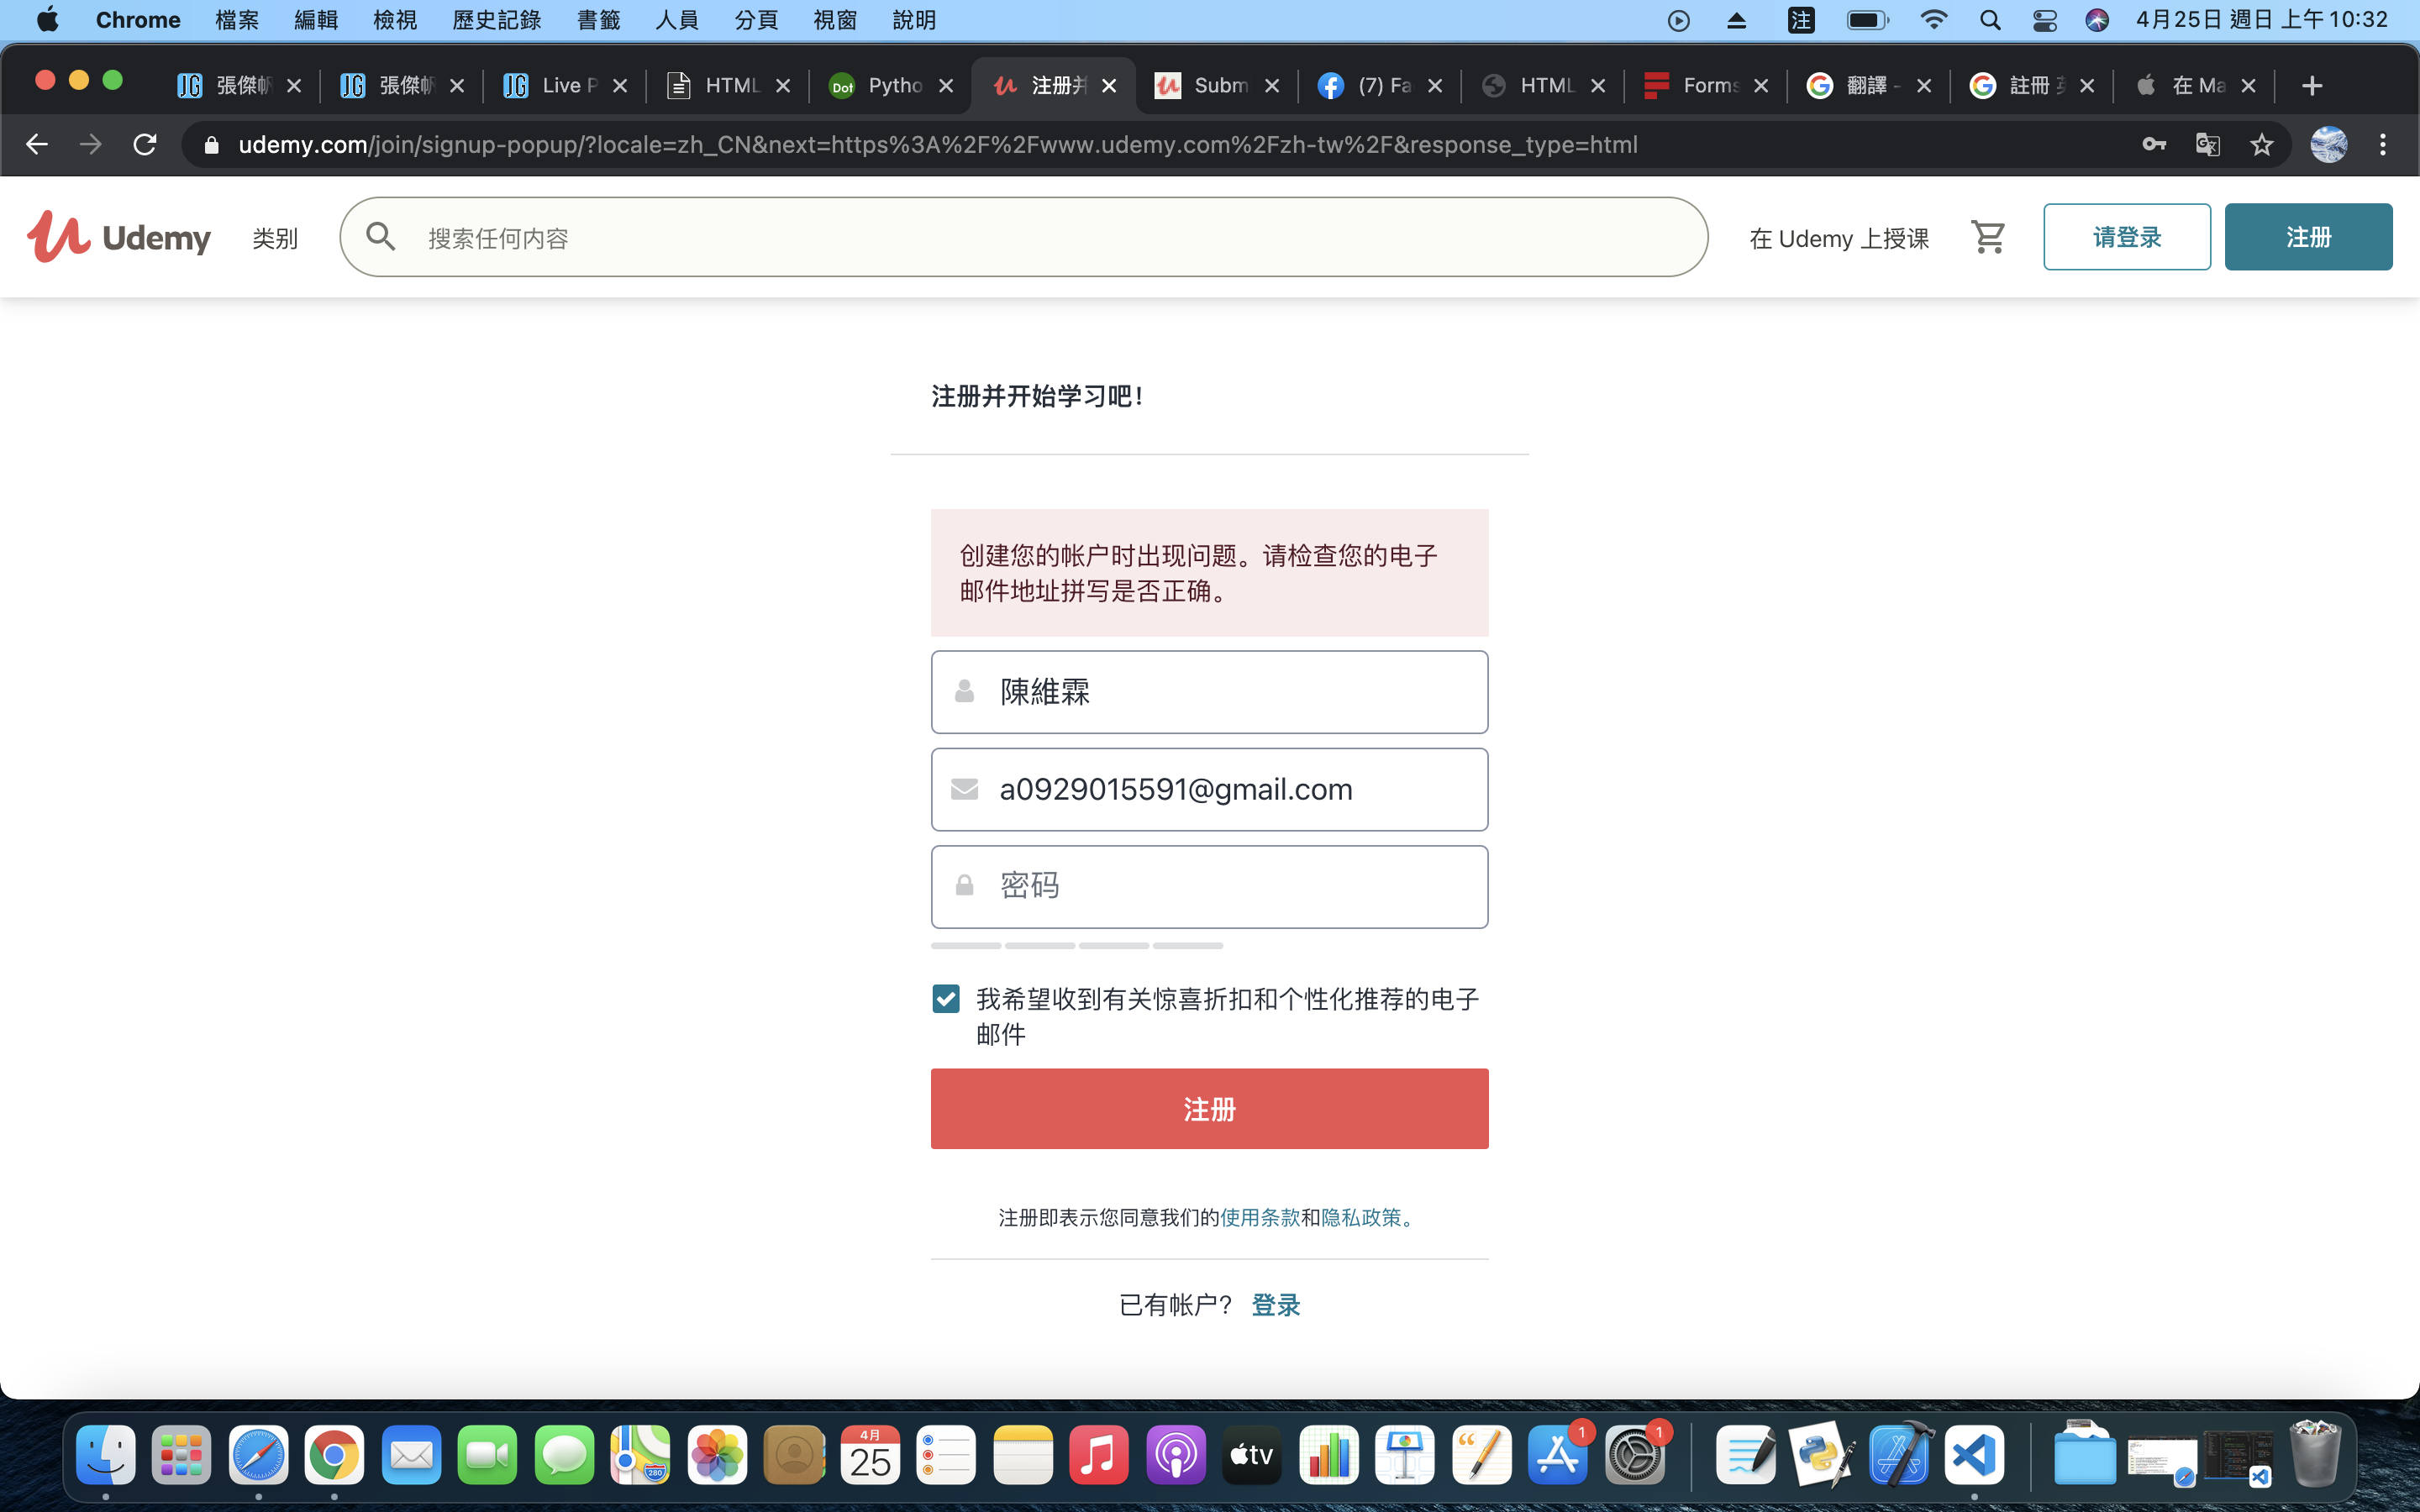 Chrome 檔案 編輯 檢視 歷史記錄 書籤 人員 分頁 視窗 說明 注 4月25日 週日 上午10:32
JG 張傑帆 JG 張傑帆 JG Live P HTML Dot Pytho 注册并 Subm (7) Fa HTML Forms 翻譯 - 註冊 在 Ma
udemy.com/join/signup-popup/?locale=zh_CN&next=https%3A%2F%2Fwww.udemy.com%2Fzh-tw%2F&response_type=html
Udemy 类别 搜索任何内容 在 Udemy 上授课 请登录 注册
注册并开始学习吧！
创建您的帐户时出现问题。请检查您的电子
邮件地址拼写是否正确。
陳維霖
a0929015591@gmail.com
密码
我希望收到有关惊喜折扣和个性化推荐的电子
邮件
注册
注册即表示您同意我们的使用条款和隐私政策。
已有帐户？ 登录
4月
25
280
tv
1
1